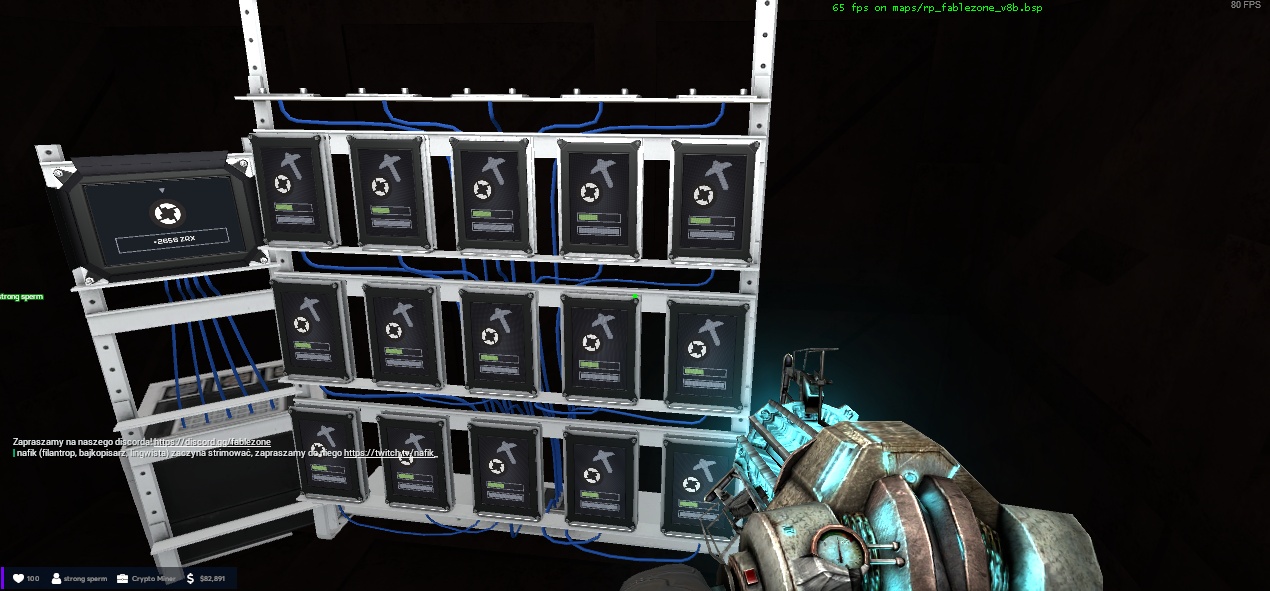 65 fps on maps/rp_fablezone_v8b.bsp
80 FPS
+2656 ZRX
strong sperm
Zapraszamy na naszego discorda! https://discord.gg/fablezone
| nafik (filantrop, bajkopisarz, lingwista) zaczyna strimować, zapraszamy do niego https://twitch.tv/nafik_
100 strong sperm Crypto Miner $ $82,891